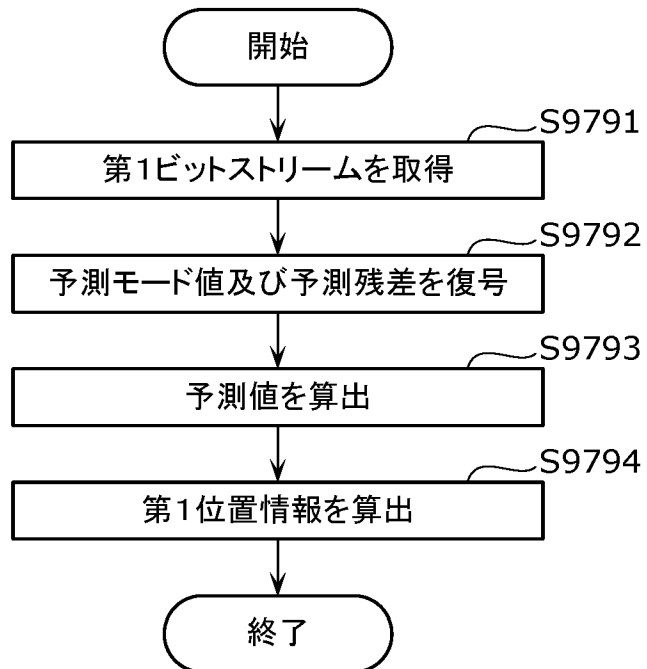 開始
S9791
第1ビットストリームを取得
S9792
予測モード値及び予測残差を復号
S9793
予測値を算出
S9794
第1位置情報を算出
終了